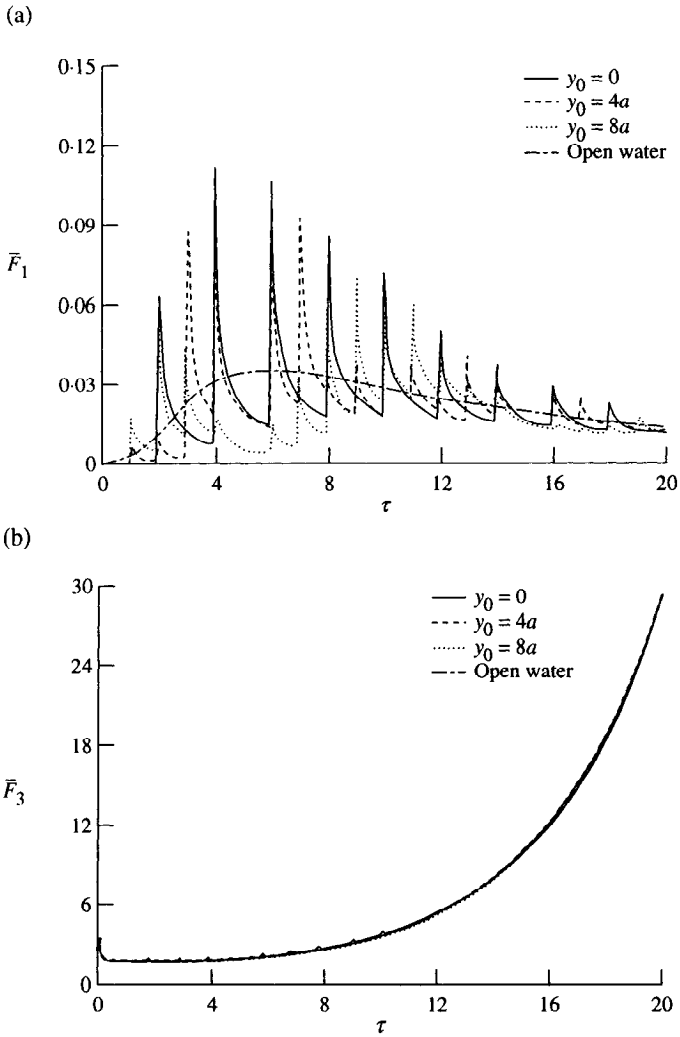 (a)
0·15
0·12
0·09
0·06
0·03
0
F̄₁
y₀ = 0
y₀ = 4a
y₀ = 8a
Open water
0 4 8 12 16 20
τ
(b)
30
24
18
12
6
0
F̄₃
y₀ = 0
y₀ = 4a
y₀ = 8a
Open water
0 4 8 12 16 20
τ